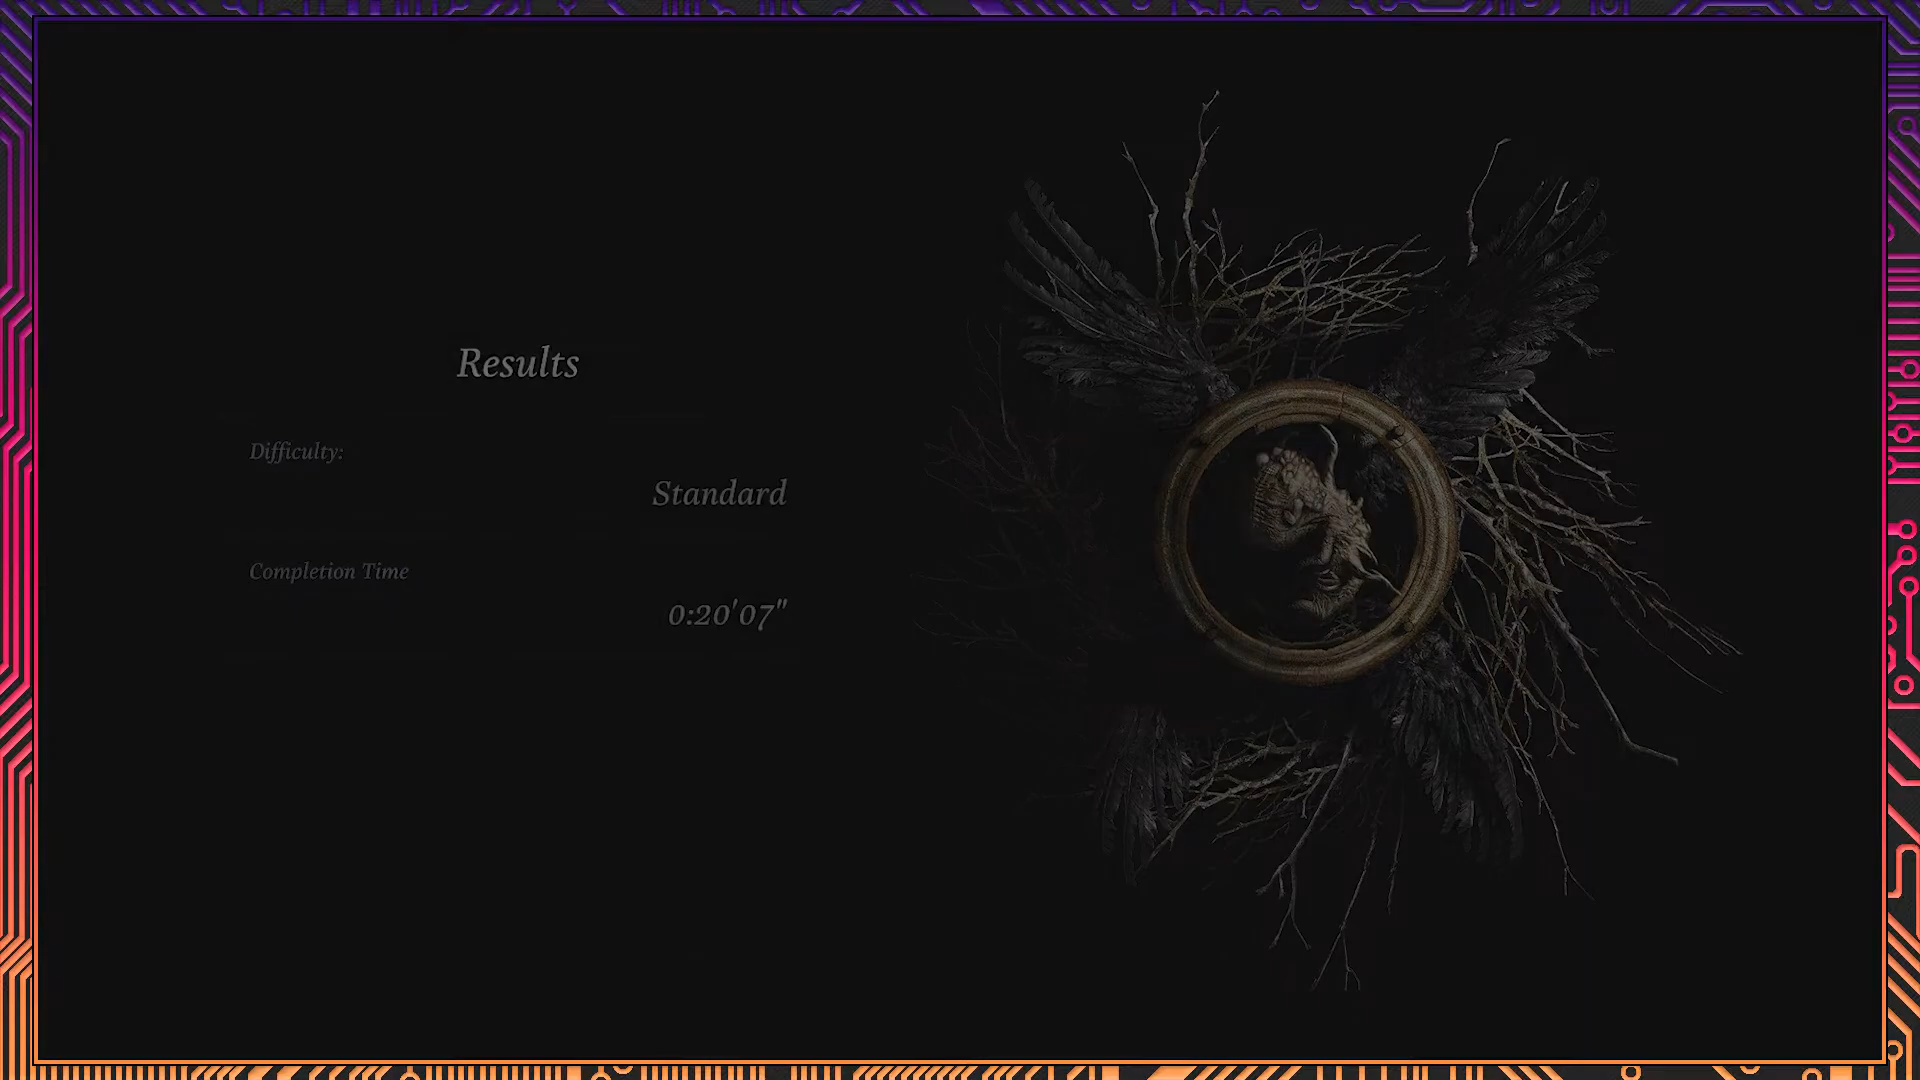 Results
Difficulty:
Standard
Completion Time
0:20'07"